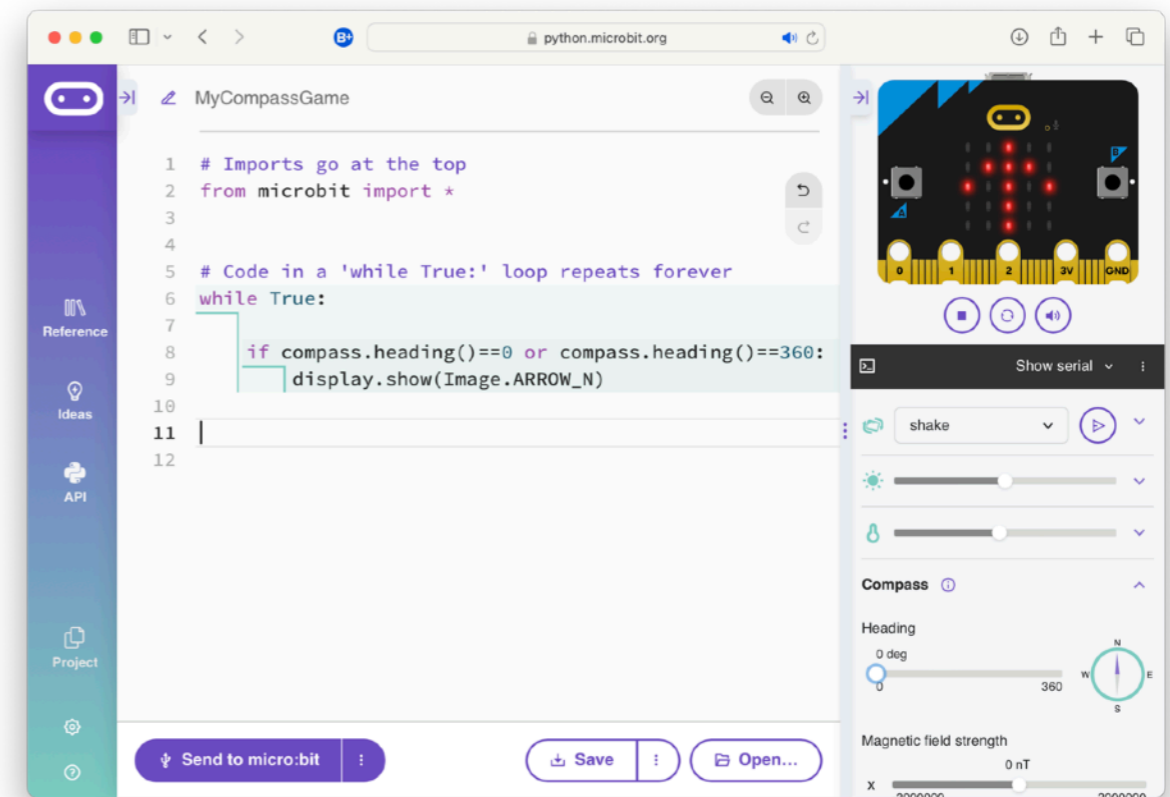 python.microbit.org
MyCompassGame
1 # Imports go at the top
2 from microbit import *
3
4
5 # Code in a 'while True:' loop repeats forever
6 while True:
7
8 if compass.heading()==0 or compass.heading()==360:
9 display.show(Image.ARROW_N)
10
11
12
Reference
Ideas
API
Project
Send to micro:bit
Save
Open...
A
B
0 1 2 3V GND
Show serial
shake
Compass
Heading
0 deg
0 360
N
W E
S
Magnetic field strength
0 nT
X